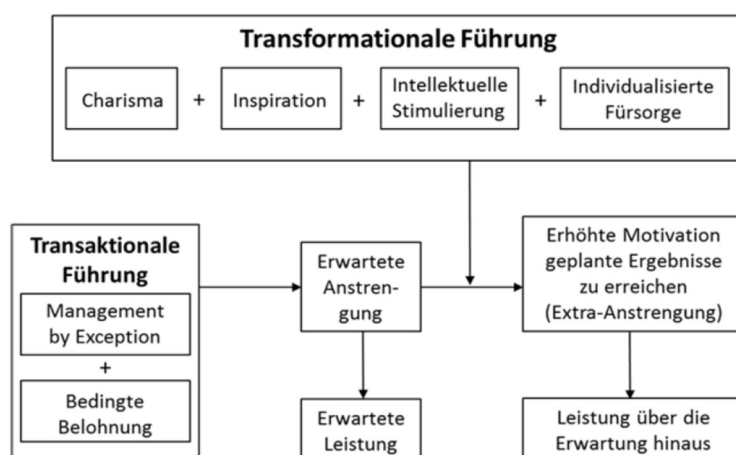 Transformationale Führung
Charisma + Inspiration + Intellektuelle
Stimulierung + Individualisierte
Fürsorge
Transaktionale
Führung
Management
by Exception
+
Bedingte
Belohnung
Erwartete
Anstren-
gung
Erhöhte Motivation
geplante Ergebnisse
zu erreichen
(Extra-Anstrengung)
Erwartete
Leistung
Leistung über die
Erwartung hinaus